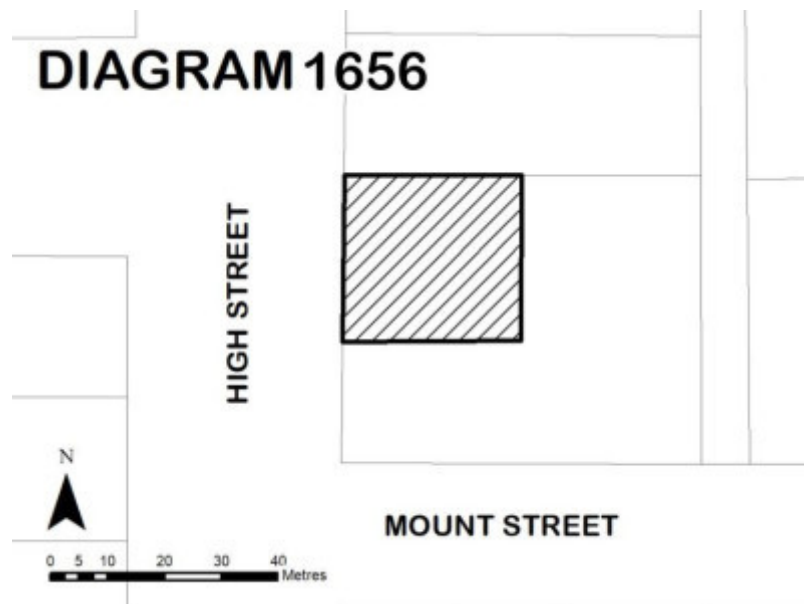 DIAGRAM 1656
HIGH STREET
N
MOUNT STREET
0 5 10 20 30 40
Metres